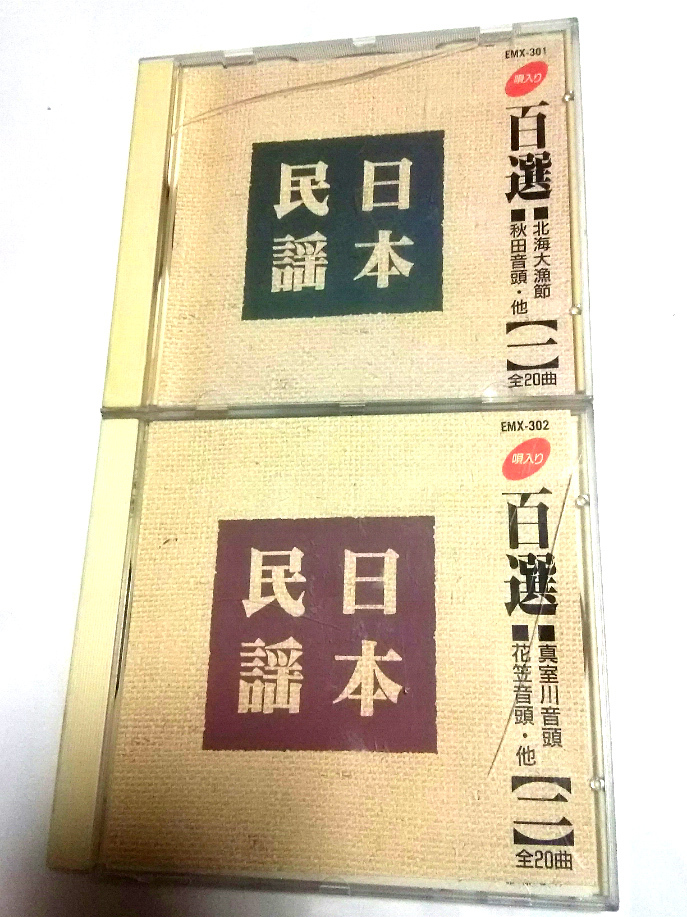 EMX-301
唄入り
百選
■北海大漁節
■秋田音頭・他
【一】
全20曲
日本
民謡
EMX-302
唄入り
百選
■真室川音頭
■花笠音頭・他
【二】
全20曲
日本
民謡